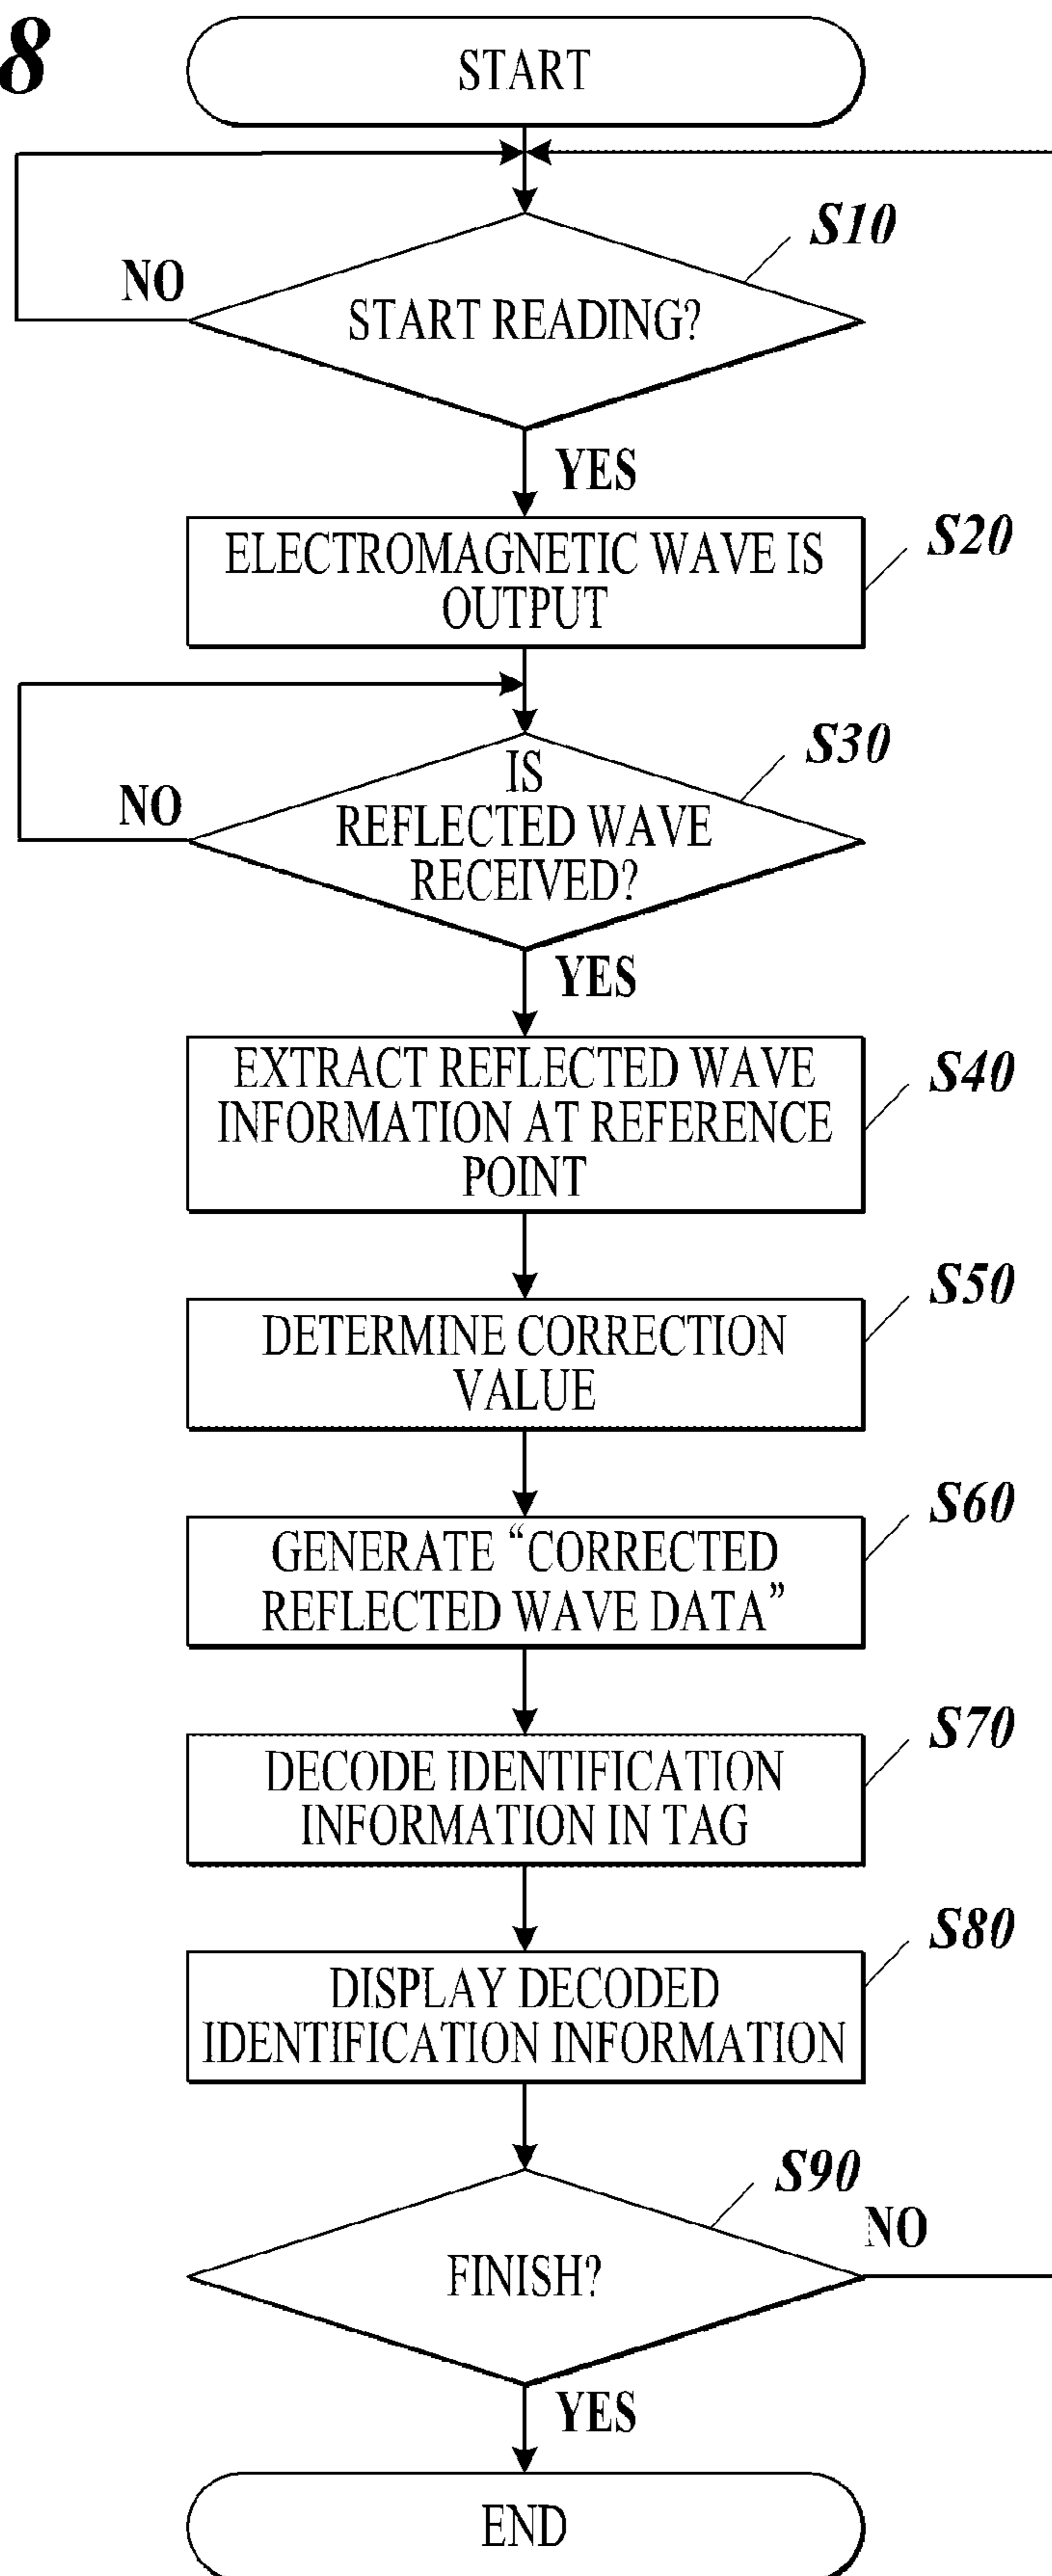 8
START
S10
NO
START READING?
YES
S20
ELECTROMAGNETIC WAVE IS
OUTPUT
S30
IS
NO
REFLECTED WAVE
RECEIVED?
YES
EXTRACT REFLECTED WAVE
S40
INFORMATION AT REFERENCE
POINT
S50
DETERMINE CORRECTION
VALUE
S60
GENERATE “CORRECTED
REFLECTED WAVE DATA”
S70
DECODE IDENTIFICATION
INFORMATION IN TAG
S80
DISPLAY DECODED
IDENTIFICATION INFORMATION
S90
NO
FINISH?
YES
END